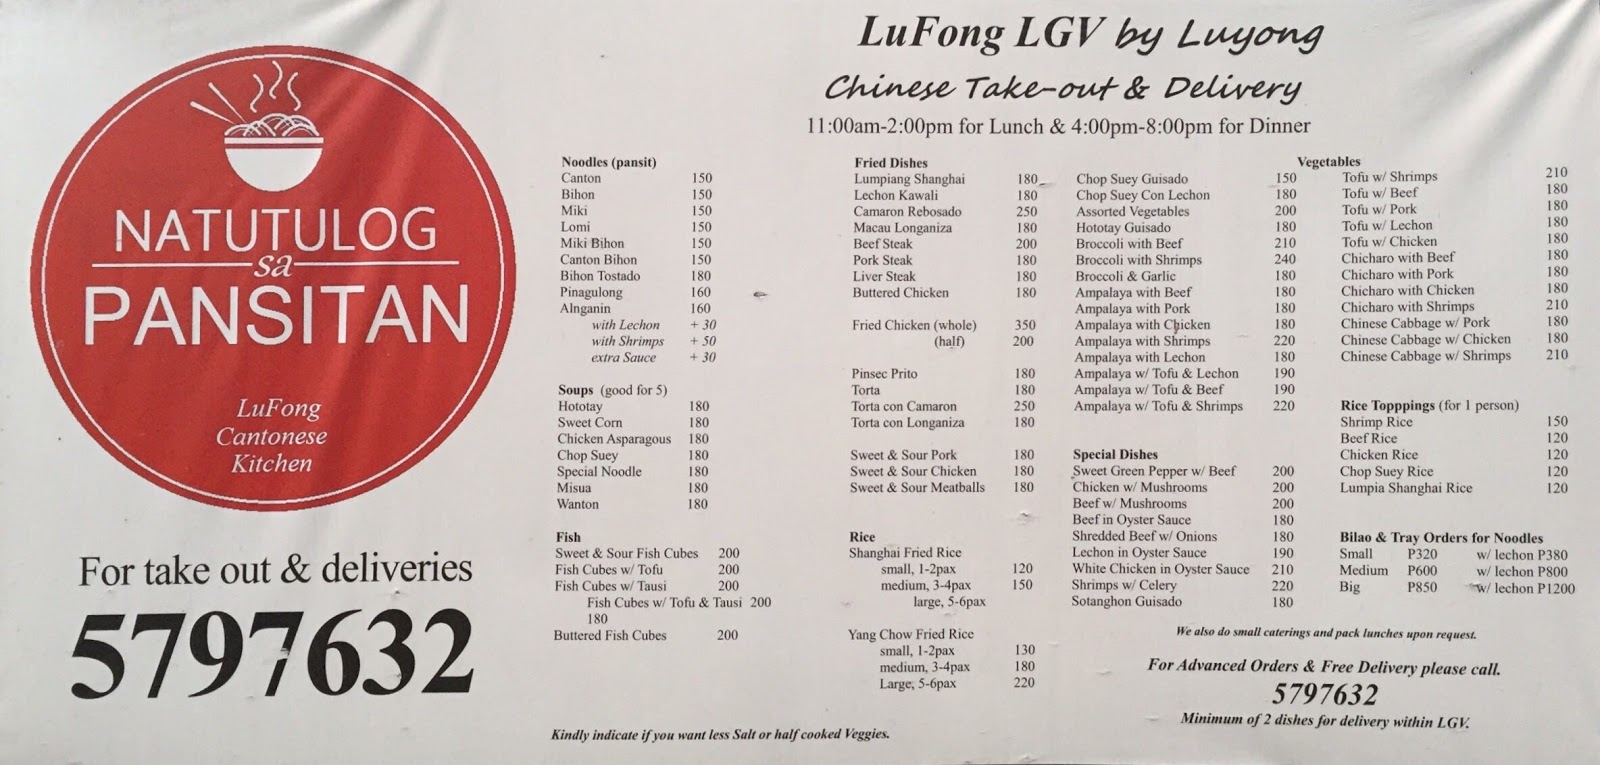 NATUTULOG
sa
PANSITAN
LuFong
Cantonese
Kitchen
For take out & deliveries
5797632
LuFong LGV by Luyong
Chinese Take-out & Delivery
11:00am-2:00pm for Lunch & 4:00pm-8:00pm for Dinner
Noodles (pansit)
Canton 150
Bihon 150
Miki 150
Lomi 150
Miki Bihon 150
Canton Bihon 150
Bihon Tostado 180
Pinagulong 160
Alnganin 160
with Lechon + 30
with Shrimps + 50
extra Sauce + 30
Soups (good for 5)
Hototay 180
Sweet Corn 180
Chicken Asparagous 180
Chop Suey 180
Special Noodle 180
Misua 180
Wanton 180
Fish
Sweet & Sour Fish Cubes 200
Fish Cubes w/ Tofu 200
Fish Cubes w/ Tausi 200
Fish Cubes w/ Tofu & Tausi 200
180
Buttered Fish Cubes 200
Kindly indicate if you want less Salt or half cooked Veggies.
Fried Dishes
Lumpiang Shanghai 180
Lechon Kawali 180
Camaron Rebosado 250
Macau Longaniza 180
Beef Steak 200
Pork Steak 180
Liver Steak 180
Buttered Chicken 180
Fried Chicken (whole) 350
(half) 200
Pinsec Prito 180
Torta 180
Torta con Camaron 250
Torta con Longaniza 180
Sweet & Sour Pork 180
Sweet & Sour Chicken 180
Sweet & Sour Meatballs 180
Rice
Shanghai Fried Rice
small, 1-2pax 120
medium, 3-4pax 150
large, 5-6pax
Yang Chow Fried Rice
small, 1-2pax 130
medium, 3-4pax 180
Large, 5-6pax 220
Vegetables
Chop Suey Guisado 150
Chop Suey Con Lechon 180
Assorted Vegetables 200
Hototay Guisado 180
Broccoli with Beef 210
Broccoli with Shrimps 240
Broccoli & Garlic 180
Ampalaya with Beef 180
Ampalaya with Pork 180
Ampalaya with Chicken 180
Ampalaya with Shrimps 220
Ampalaya with Lechon 180
Ampalaya w/ Tofu & Lechon 190
Ampalaya w/ Tofu & Beef 190
Ampalaya w/ Tofu & Shrimps 220
Special Dishes
Sweet Green Pepper w/ Beef 200
Chicken w/ Mushrooms 200
Beef w/ Mushrooms 200
Beef in Oyster Sauce 180
Shredded Beef w/ Onions 180
Lechon in Oyster Sauce 190
White Chicken in Oyster Sauce 210
Shrimps w/ Celery 220
Sotanghon Guisado 180
Tofu w/ Shrimps 210
Tofu w/ Beef 180
Tofu w/ Pork 180
Tofu w/ Lechon 180
Tofu w/ Chicken 180
Chicharo with Beef 180
Chicharo with Pork 180
Chicharo with Chicken 180
Chicharo with Shrimps 210
Chinese Cabbage w/ Pork 180
Chinese Cabbage w/ Chicken 180
Chinese Cabbage w/ Shrimps 210
Rice Topppings (for 1 person)
Shrimp Rice 150
Beef Rice 120
Chicken Rice 120
Chop Suey Rice 120
Lumpia Shanghai Rice 120
Bilao & Tray Orders for Noodles
Small P320 w/ lechon P380
Medium P600 w/ lechon P800
Big P850 w/ lechon P1200
We also do small caterings and pack lunches upon request.
For Advanced Orders & Free Delivery please call.
5797632
Minimum of 2 dishes for delivery within LGV.